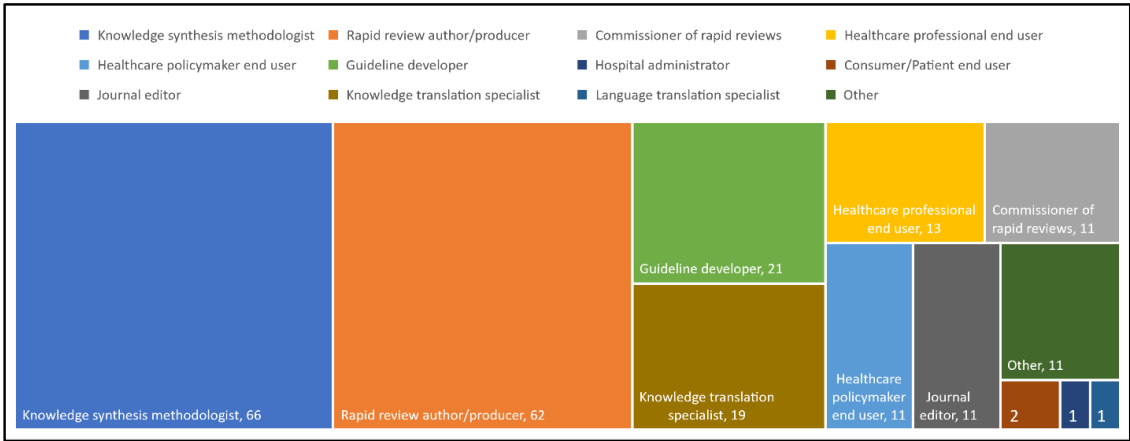 Knowledge synthesis methodologist
Rapid review author/producer
Commissioner of rapid reviews
Healthcare professional end user
Healthcare policymaker end user
Guideline developer
Hospital administrator
Consumer/Patient end user
Journal editor
Knowledge translation specialist
Language translation specialist
Other
Knowledge synthesis methodologist, 66
Rapid review author/producer, 62
Guideline developer, 21
Knowledge translation
specialist, 19
Healthcare professional
end user, 13
Commissioner of
rapid reviews, 11
Healthcare
policymaker
end user, 11
Journal
editor, 11
Other, 11
2
1
1